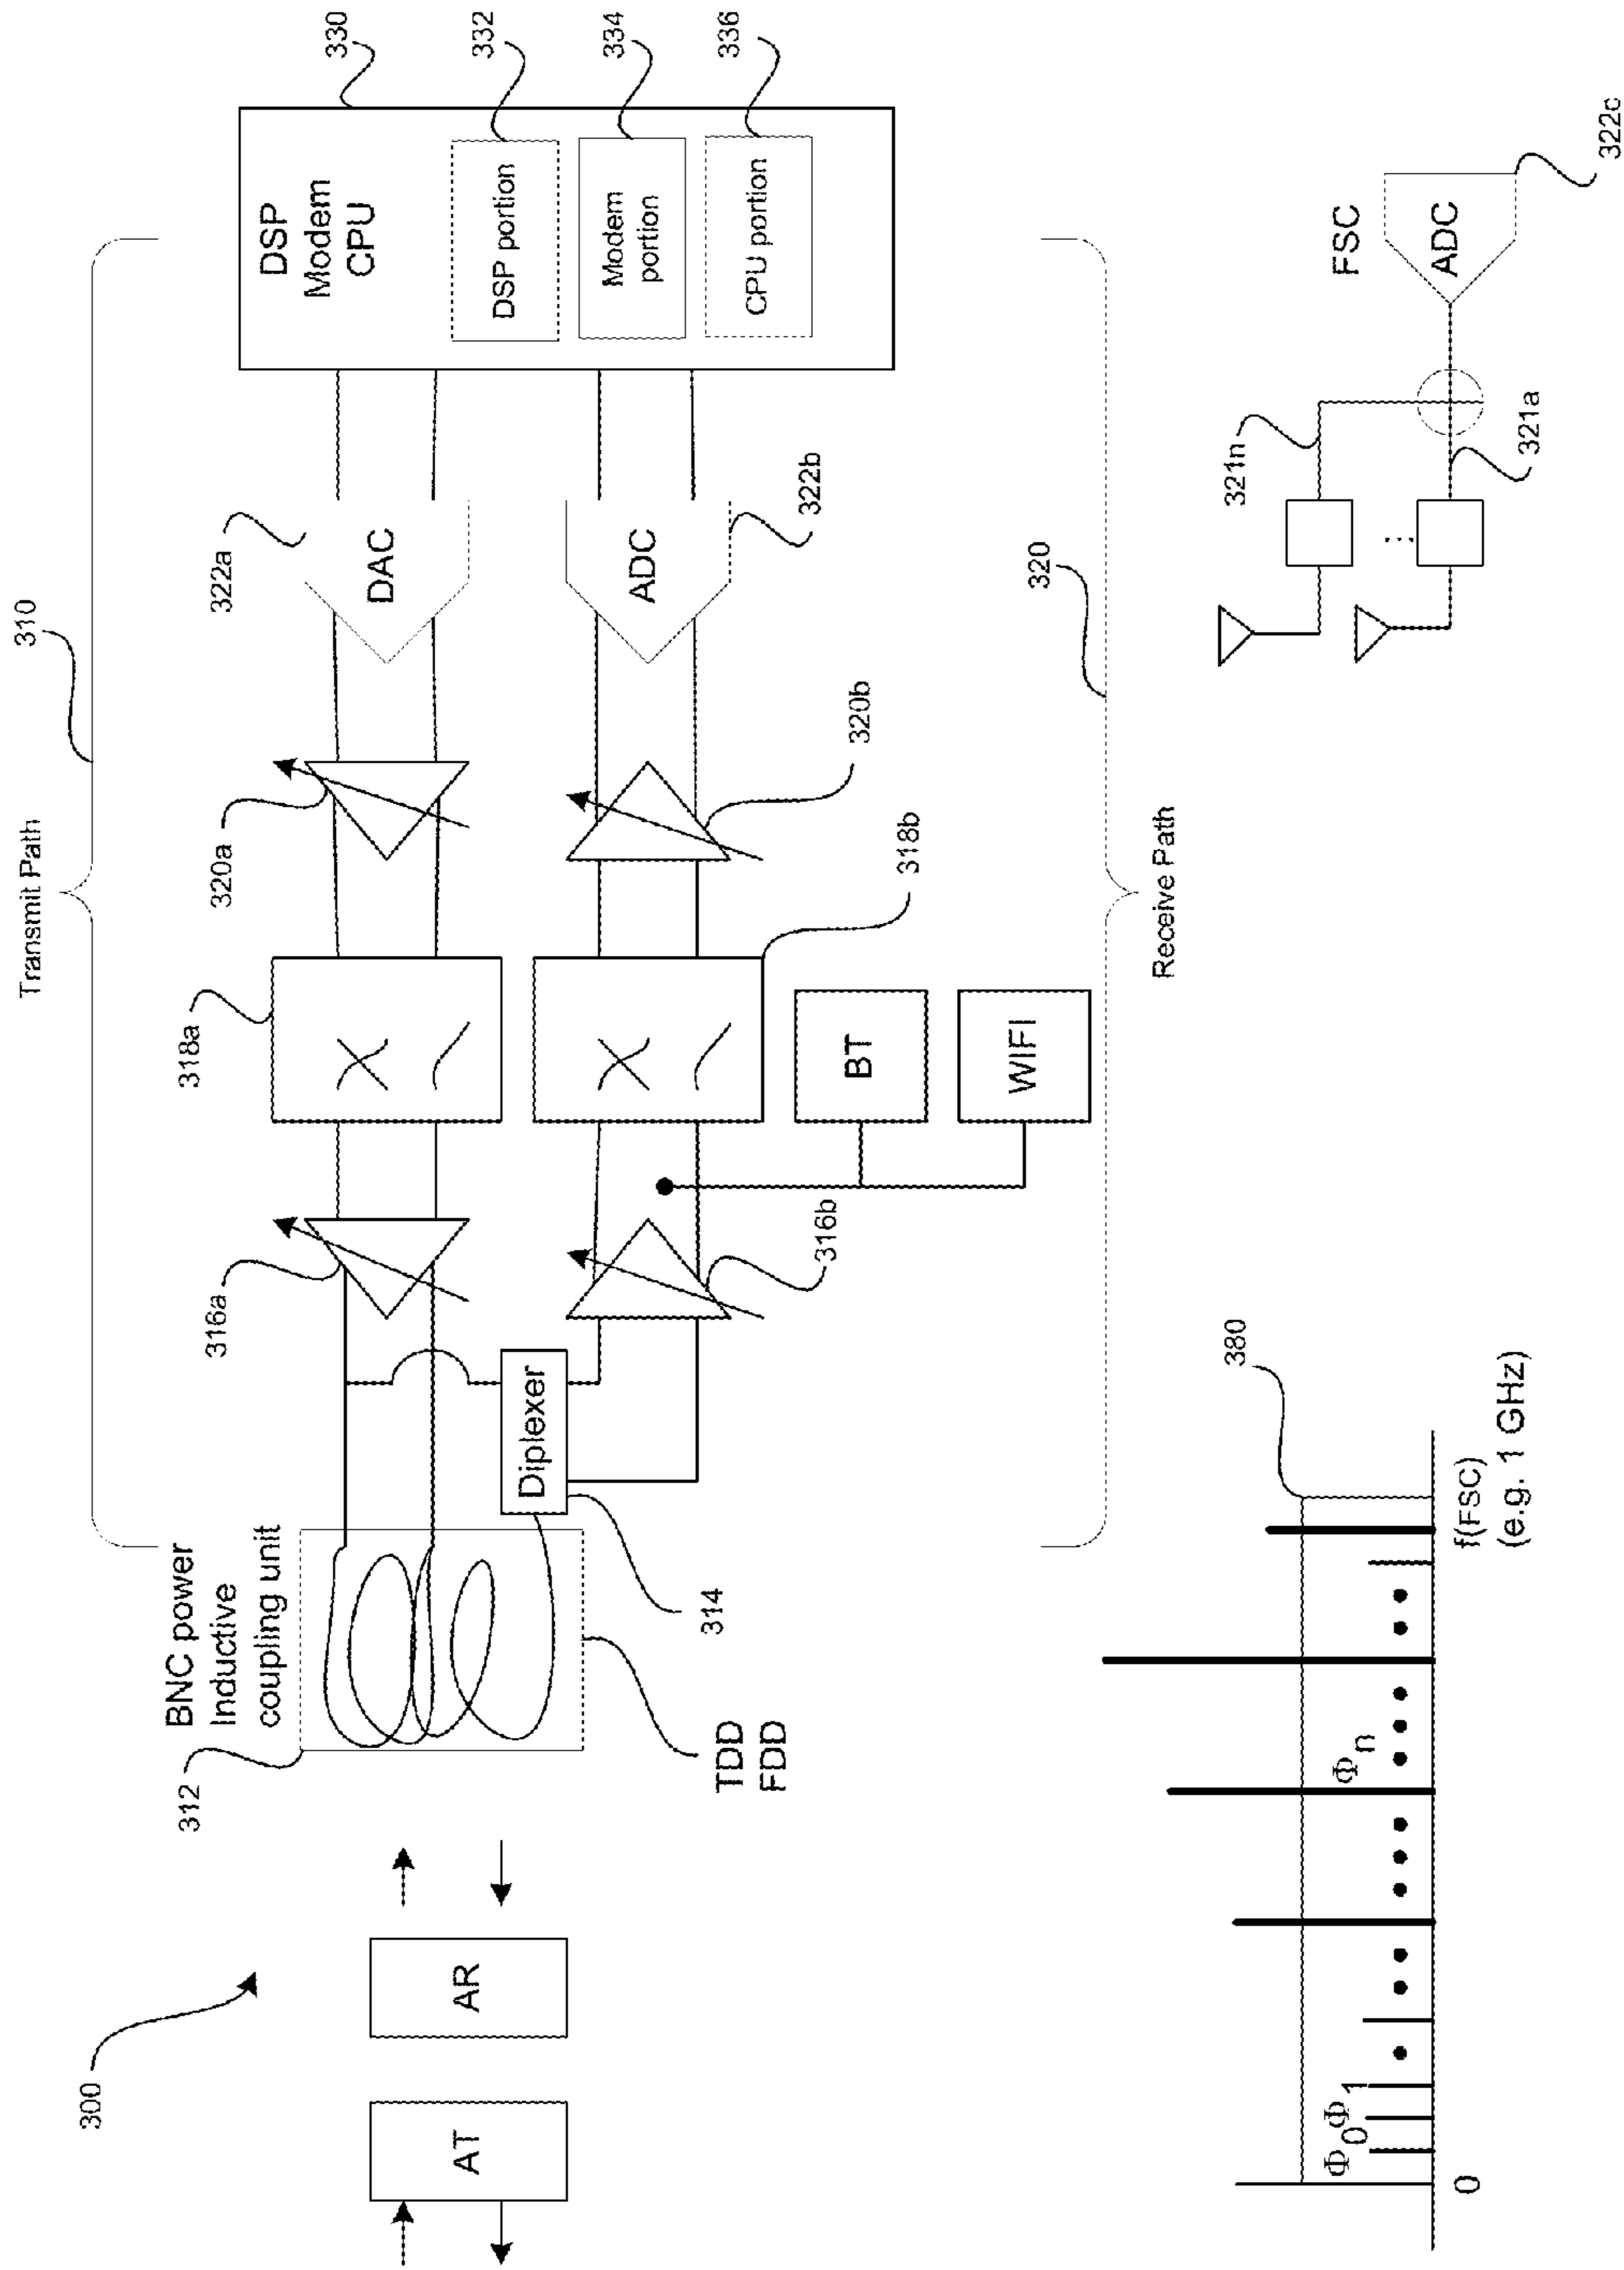 Transmit Path
310
300
312
BNC power
Inductive
coupling unit
316a
318a
320a
322a
DAC
330
DSP
Modem
CPU
332
DSP portion
334
Modem
portion
336
CPU portion
AT
AR
TDD
FDD
314
Diplexer
316b
318b
320b
322b
ADC
BT
WIFI
320
Receive Path
321n
321a
FSC
ADC
322c
380
Φ0
Φ1
Φn
0
f(FSC)
(e.g. 1 GHz)